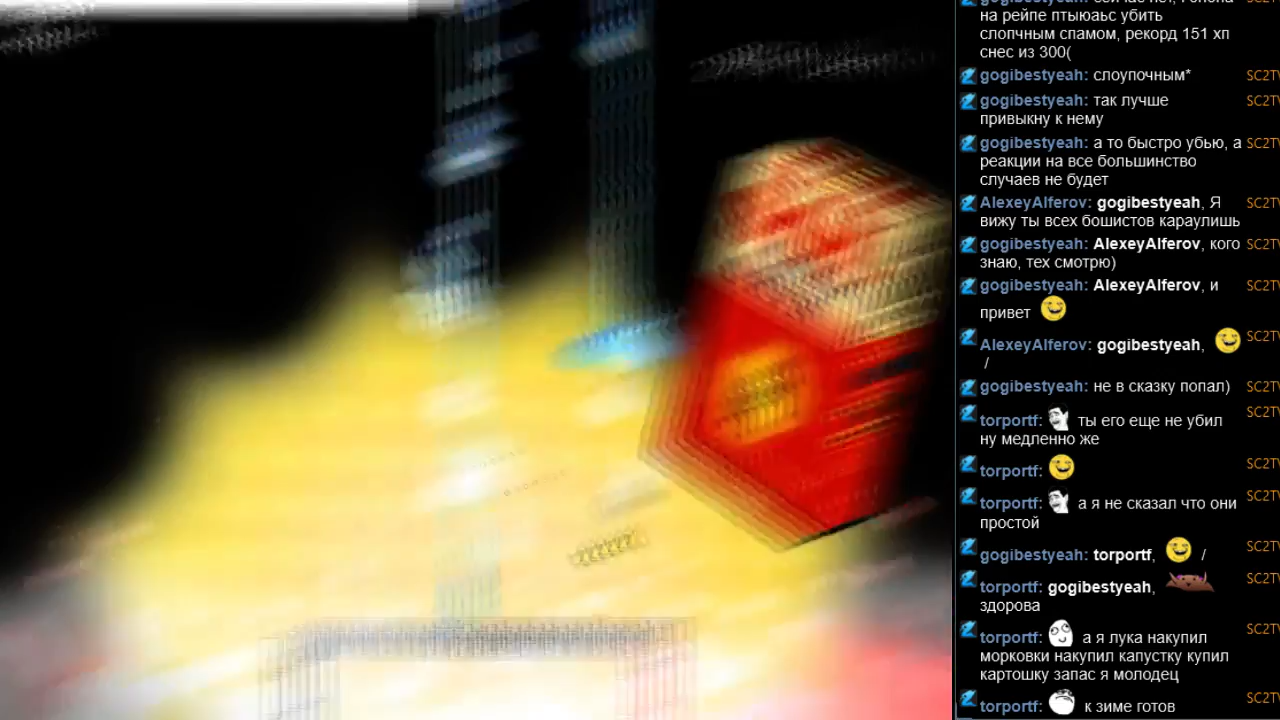 на рейпе птыюаьс убить
слопчным спамом, рекорд 151 хп
снес из 300(
gogibestyeah: слоупочным* SC2TV
gogibestyeah: так лучше SC2TV
привыкну к нему
gogibestyeah: а то быстро убью, а SC2TV
реакции на все большинство
случаев не будет
AlexeyAlferov: gogibestyeah, Я SC2TV
вижу ты всех бошистов караулишь
gogibestyeah: AlexeyAlferov, кого SC2TV
знаю, тех смотрю)
gogibestyeah: AlexeyAlferov, и SC2TV
привет
AlexeyAlferov: gogibestyeah, SC2TV
/
gogibestyeah: не в сказку попал) SC2TV
torportf: ты его еще не убил SC2TV
ну медленно же
torportf: SC2TV
torportf: а я не сказал что они SC2TV
простой
gogibestyeah: torportf, / SC2TV
torportf: gogibestyeah, SC2TV
здорова
torportf: а я лука накупил SC2TV
морковки накупил капустку купил
картошку запас я молодец
torportf: к зиме готов SC2TV